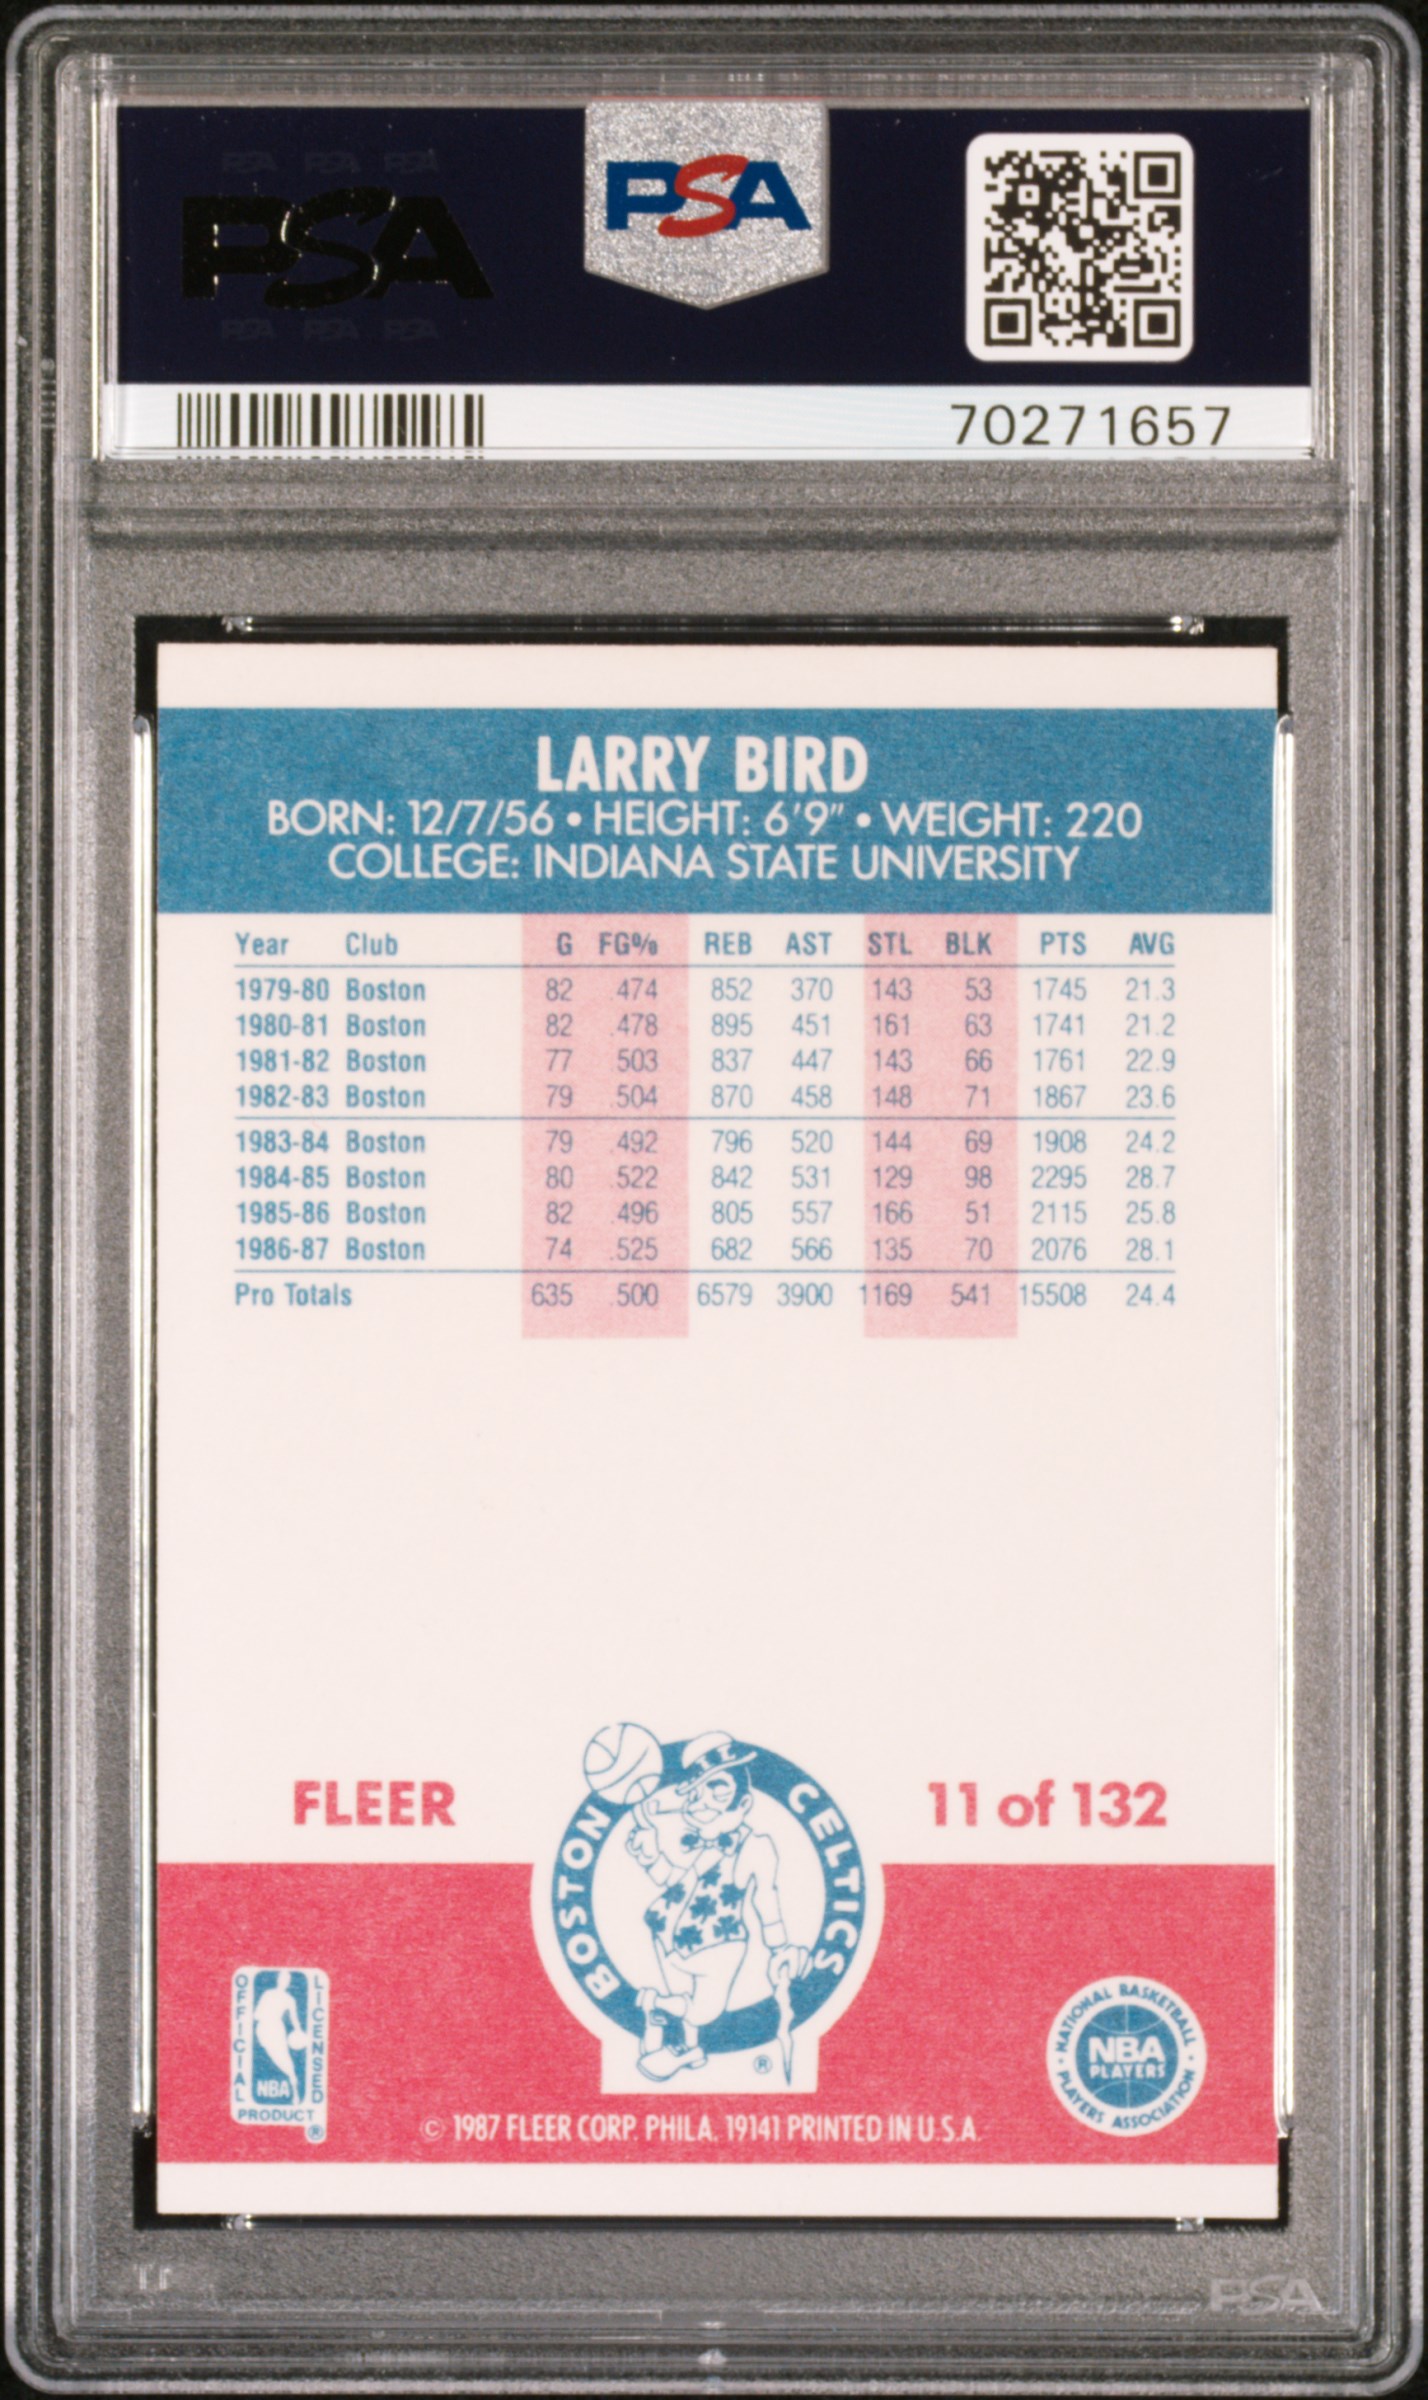 PSA PSA PSA
PSA
PSA PSA PSA
PSA
70271657
LARRY BIRD
BORN: 12/7/56 • HEIGHT: 6'9" • WEIGHT: 220
COLLEGE: INDIANA STATE UNIVERSITY
Year Club G FG% REB AST STL BLK PTS AVG
1979-80 Boston 82 .474 852 370 143 53 1745 21.3
1980-81 Boston 82 .478 895 451 161 63 1741 21.2
1981-82 Boston 77 .503 837 447 143 66 1761 22.9
1982-83 Boston 79 .504 870 458 148 71 1867 23.6
1983-84 Boston 79 .492 796 520 144 69 1908 24.2
1984-85 Boston 80 .522 842 531 129 98 2295 28.7
1985-86 Boston 82 .496 805 557 166 51 2115 25.8
1986-87 Boston 74 .525 682 566 135 70 2076 28.1
Pro Totals 635 .500 6579 3900 1169 541 15508 24.4
FLEER
BOSTON CELTICS
®
11 of 132
OFFICIAL LICENSED
NBA
PRODUCT
®
NATIONAL BASKETBALL
NBA
PLAYERS
PLAYERS ASSOCIATION
© 1987 FLEER CORP. PHILA. 19141 PRINTED IN U.S.A.
PSA